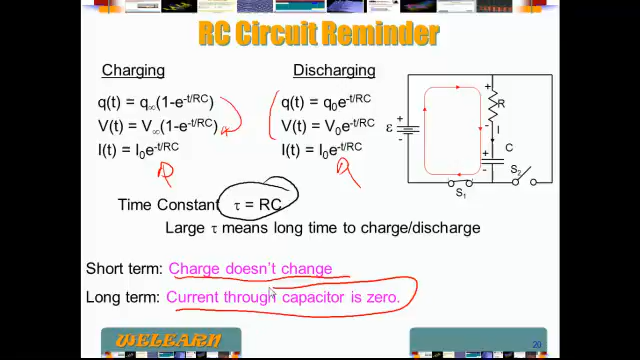 RC Circuit Reminder
Charging
q(t) = q∞(1-e-t/RC)
V(t) = V∞(1-e-t/RC)
I(t) = I0e-t/RC
Discharging
q(t) = q0e-t/RC
V(t) = V0e-t/RC
I(t) = I0e-t/RC
ε
+
-
+
R
-
I
C
+
-
S1
S2
Time Constant τ = RC
Large τ means long time to charge/discharge
Short term: Charge doesn't change
Long term: Current through capacitor is zero.
WELEARN
20